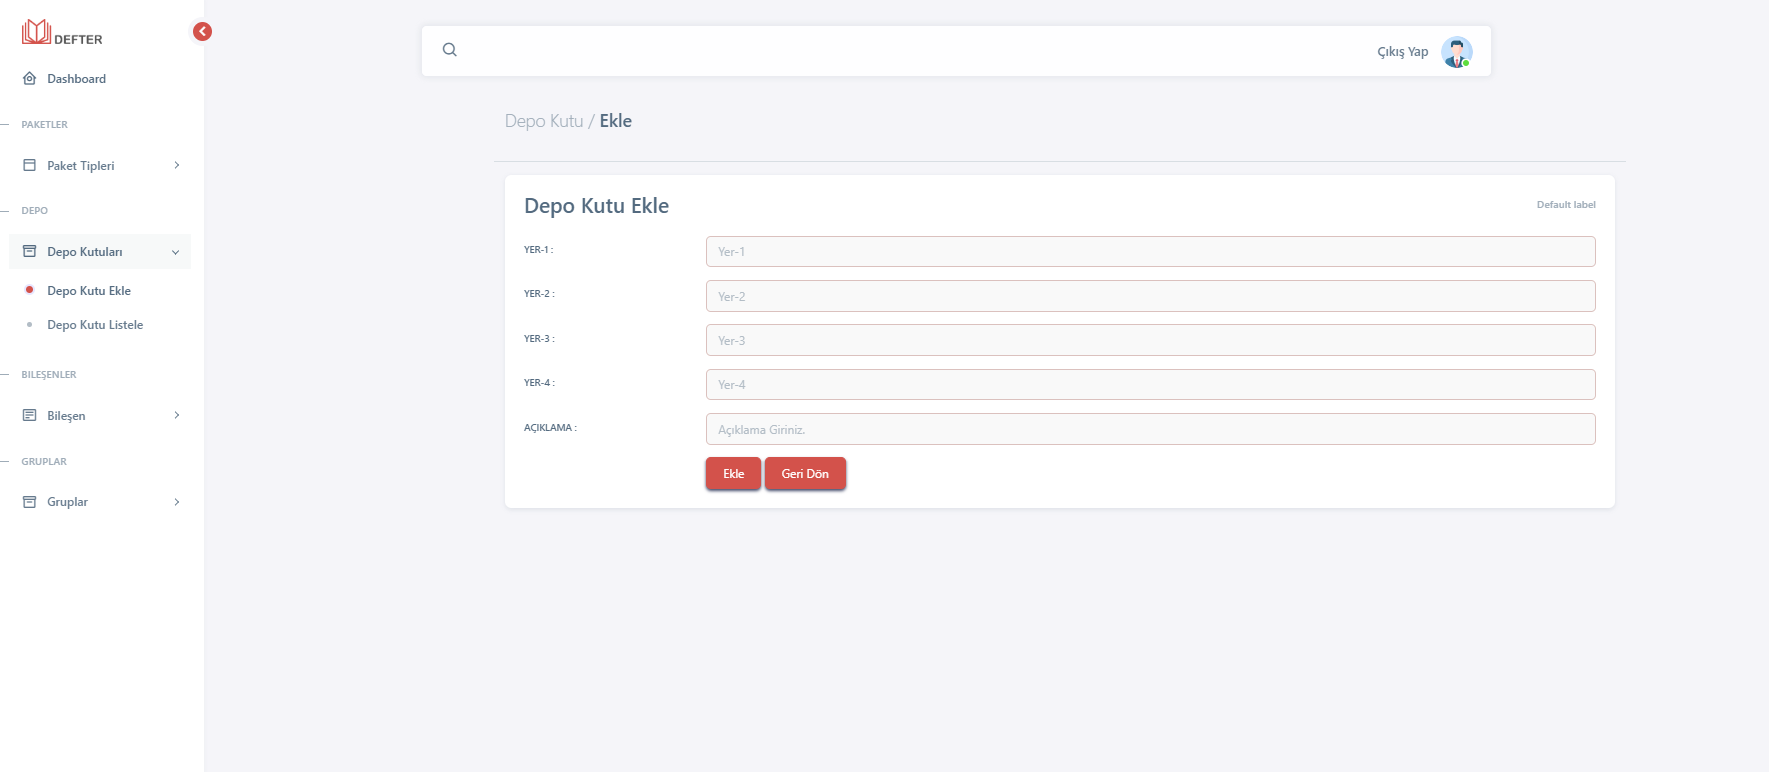 DEFTER
Dashboard
PAKETLER
Paket Tipleri
DEPO
Depo Kutuları
Depo Kutu Ekle
Depo Kutu Listele
BILEŞENLER
Bileşen
GRUPLAR
Gruplar
Çıkış Yap
Depo Kutu / Ekle
Depo Kutu Ekle
Default label
YER-1 :
Yer-1
YER-2 :
Yer-2
YER-3 :
Yer-3
YER-4 :
Yer-4
AÇIKLAMA :
Açıklama Giriniz.
Ekle
Geri Dön